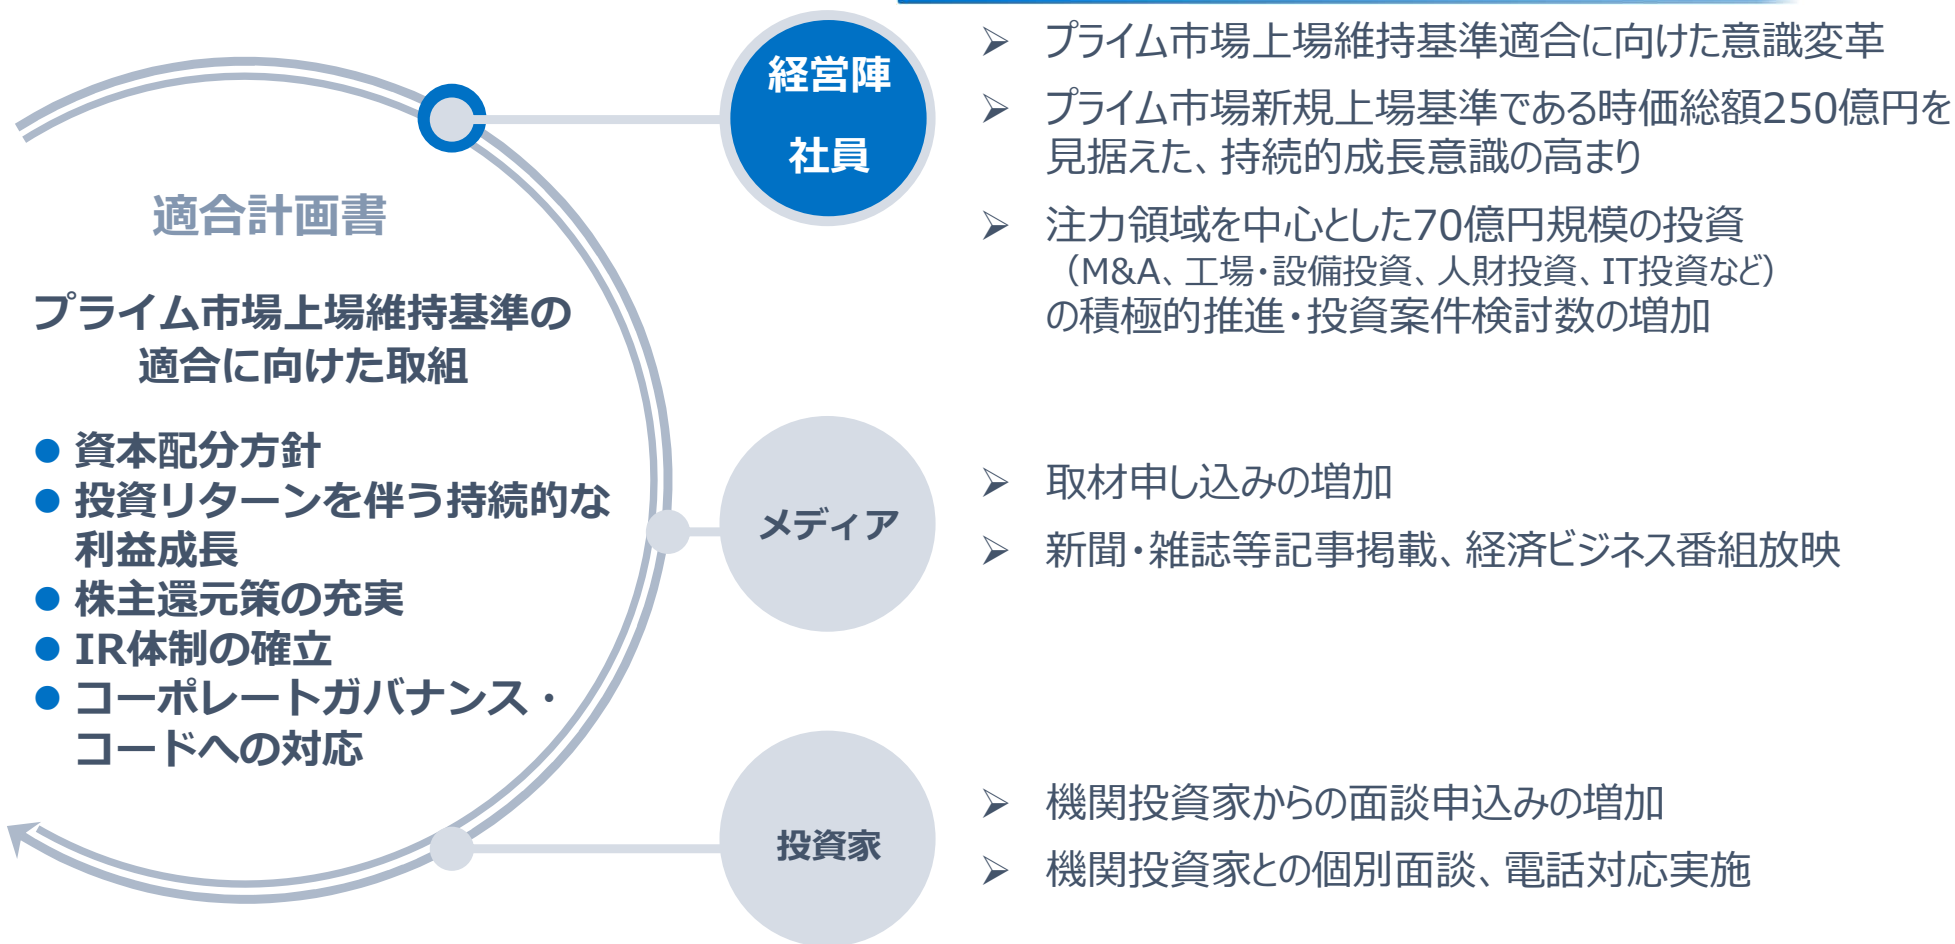 適合計画書
プライム市場上場維持基準の
適合に向けた取組
● 資本配分方針
● 投資リターンを伴う持続的な
利益成長
● 株主還元策の充実
● IR体制の確立
● コーポレートガバナンス・
コードへの対応
経営陣
社員
➢ プライム市場上場維持基準適合に向けた意識変革
➢ プライム市場新規上場基準である時価総額250億円を
見据えた、持続的成長意識の高まり
➢ 注力領域を中心とした70億円規模の投資
（M&A、工場・設備投資、人財投資、IT投資など）
の積極的推進・投資案件検討数の増加
メディア
➢ 取材申し込みの増加
➢ 新聞・雑誌等記事掲載、経済ビジネス番組放映
投資家
➢ 機関投資家からの面談申込みの増加
➢ 機関投資家との個別面談、電話対応実施